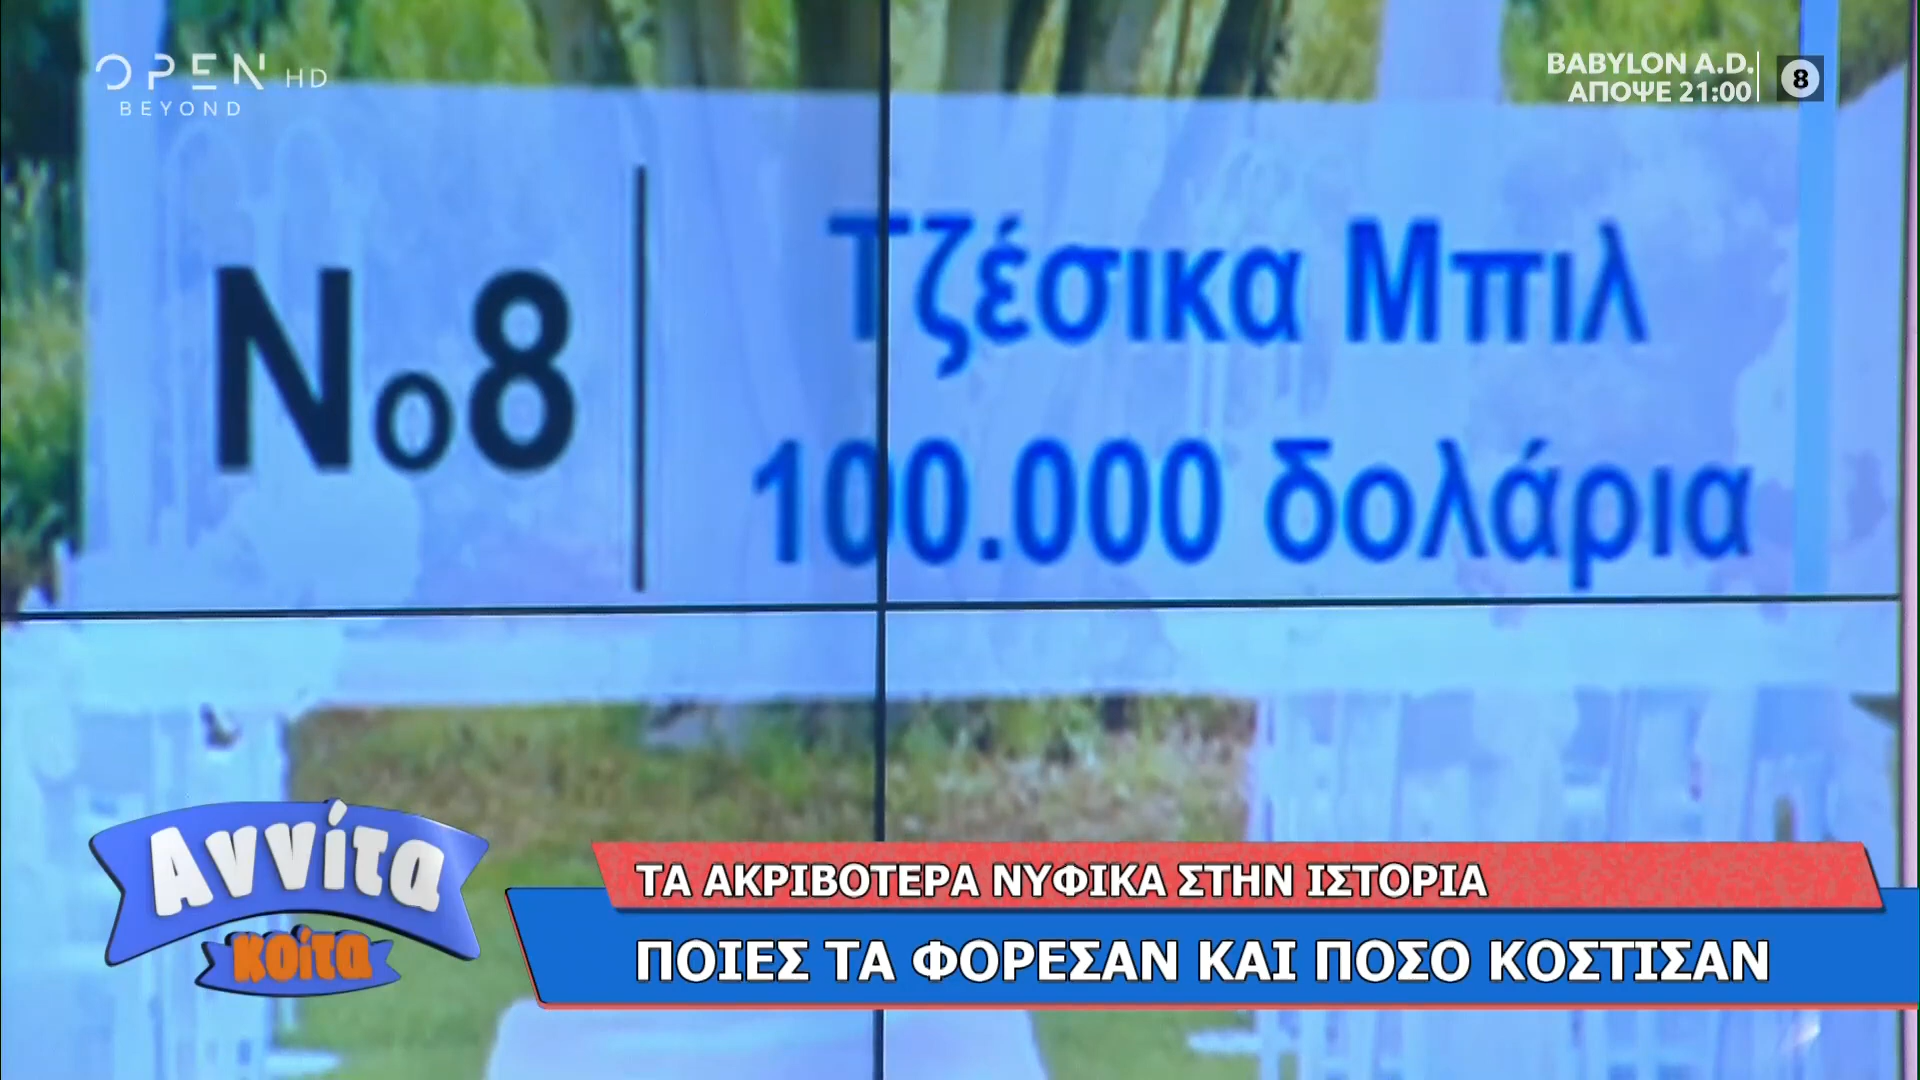 OPEN HD
BEYOND
BABYLON A.D.
ΑΠΟΨΕ 21:00
8
Νο8
Τζέσικα Μπιλ
100.000 δολάρια
Αννίτα
κοίτα
ΤΑ ΑΚΡΙΒΟΤΕΡΑ ΝΥΦΙΚΑ ΣΤΗΝ ΙΣΤΟΡΙΑ
ΠΟΙΕΣ ΤΑ ΦΟΡΕΣΑΝ ΚΑΙ ΠΟΣΟ ΚΟΣΤΙΣΑΝ